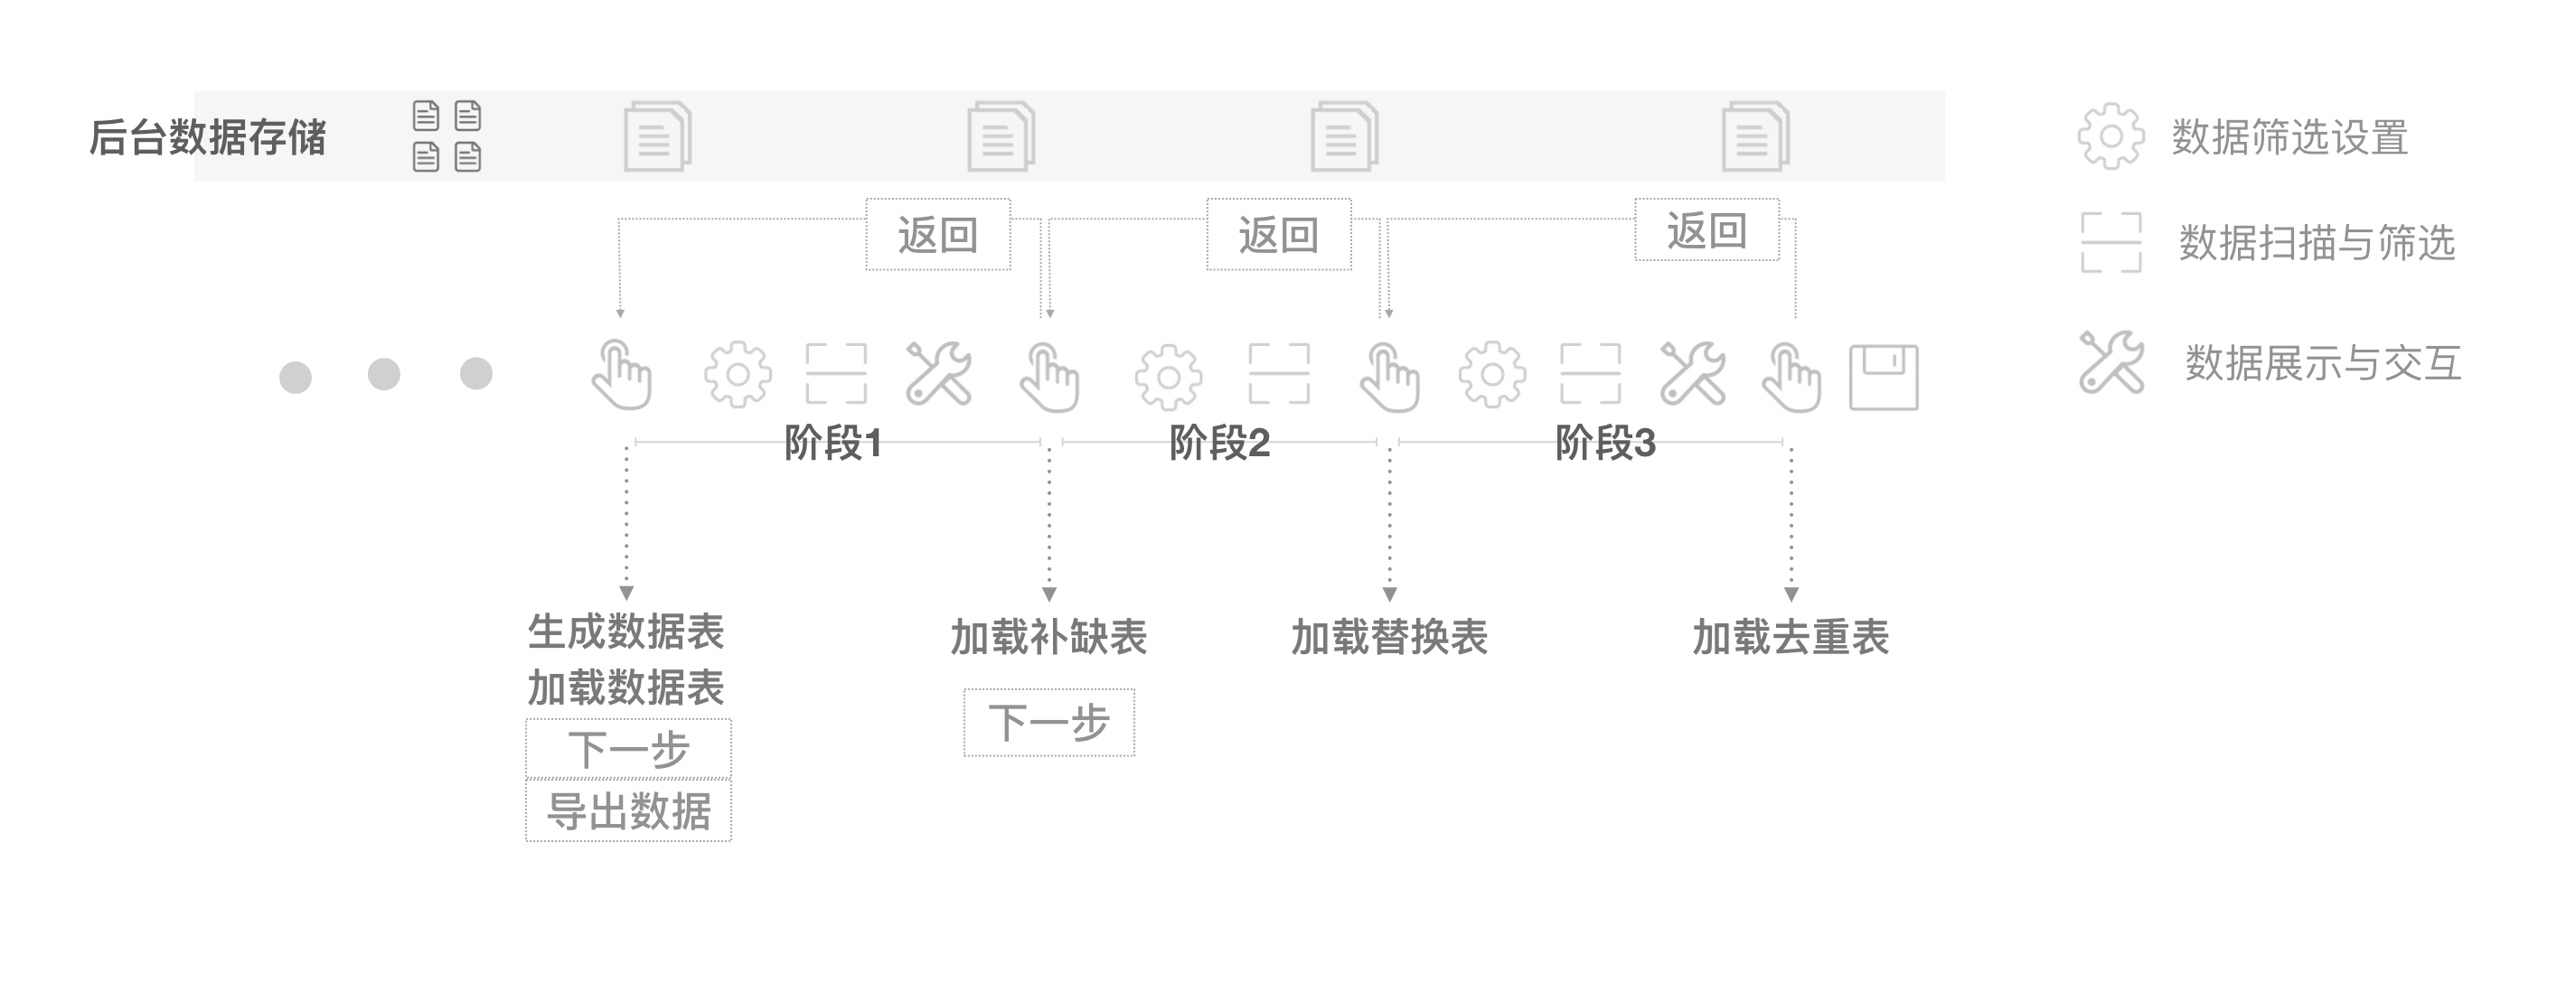 后台数据存储
数据筛选设置
返回
返回
返回
数据扫描与筛选
数据展示与交互
阶段1
阶段2
阶段3
生成数据表
加载数据表
下一步
导出数据
加载补缺表
下一步
加载替换表
加载去重表